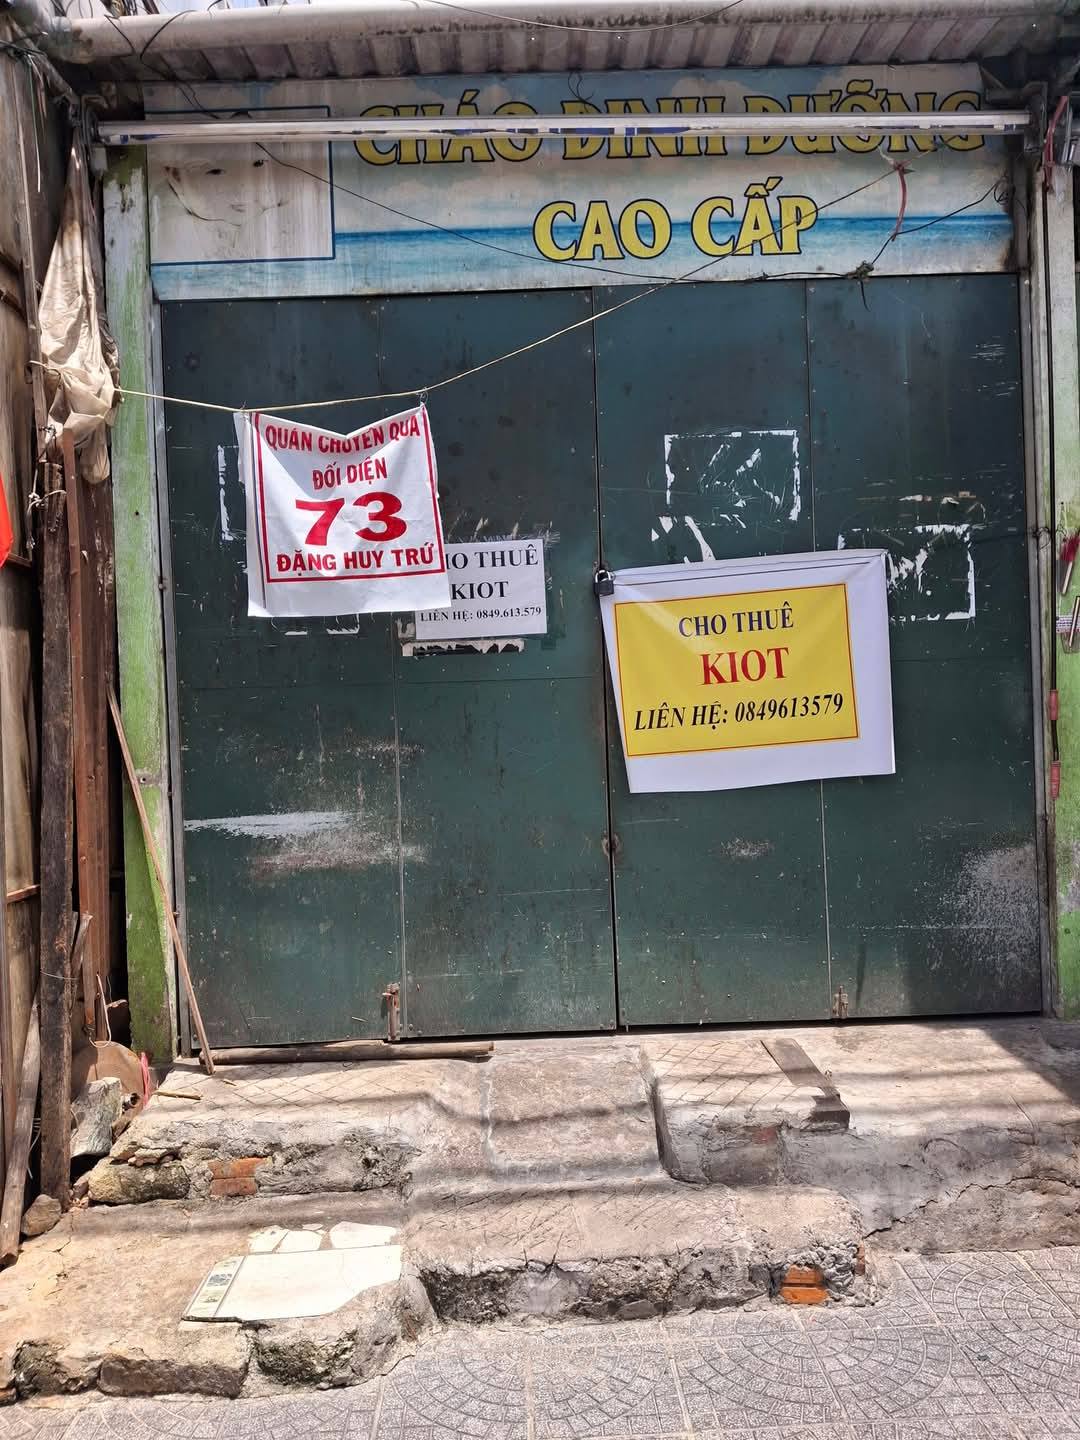 CHÁO DINH DƯỠNG
CAO CẤP
QUÁN CHUYỂN QUA
ĐỐI DIỆN
73
ĐẶNG HUY TRỨ
HO THUÊ
KIOT
LIÊN HỆ: 0849.613.579
CHO THUÊ
KIOT
LIÊN HỆ: 0849613579